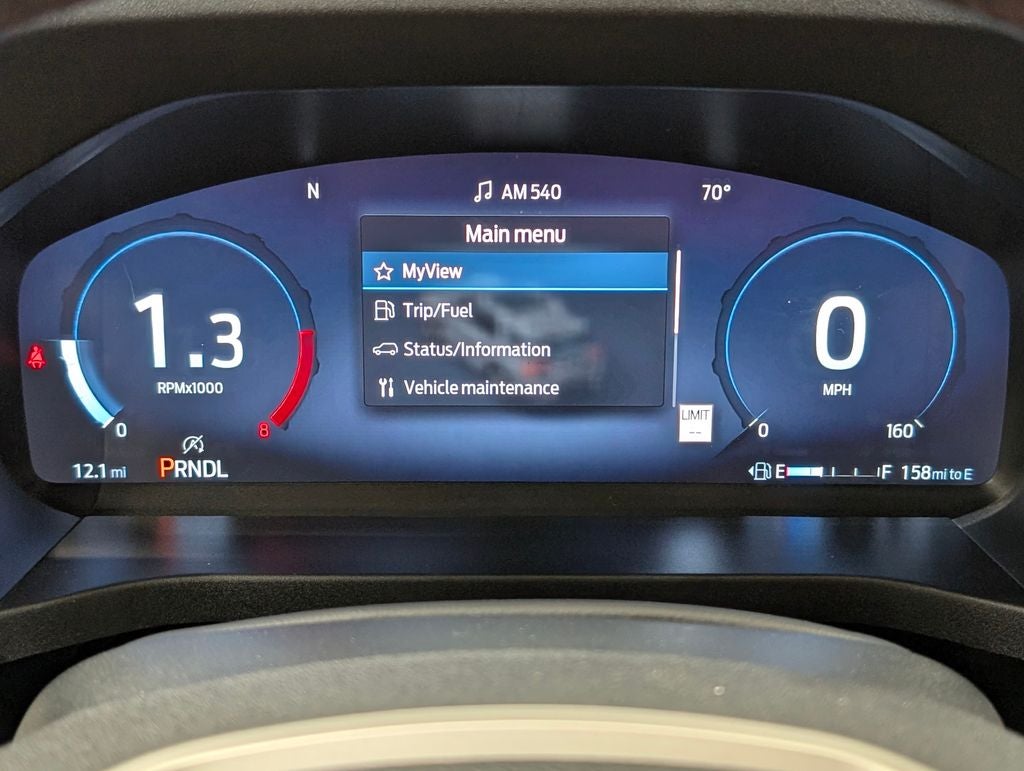 N
AM 540
70°
Main menu
MyView
Trip/Fuel
Status/Information
Vehicle maintenance
1.3
RPMx1000
0
8
0
MPH
LIMIT
--
0
160
12.1 mi
PRNDL
E
F
158 mi to E